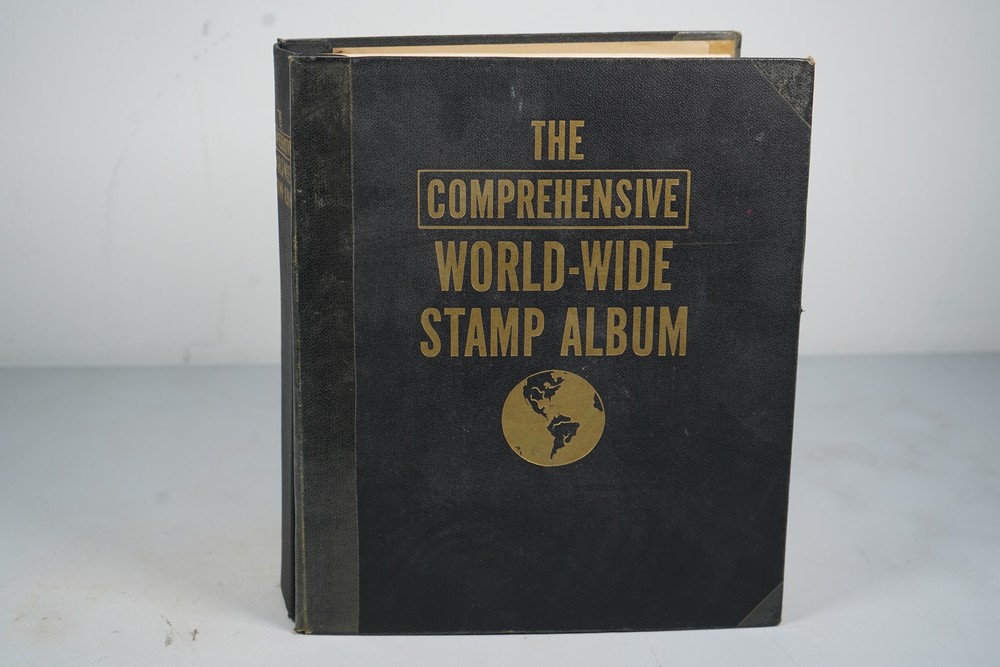 THE
COMPREHENSIVE
WORLD-WIDE
STAMP ALBUM